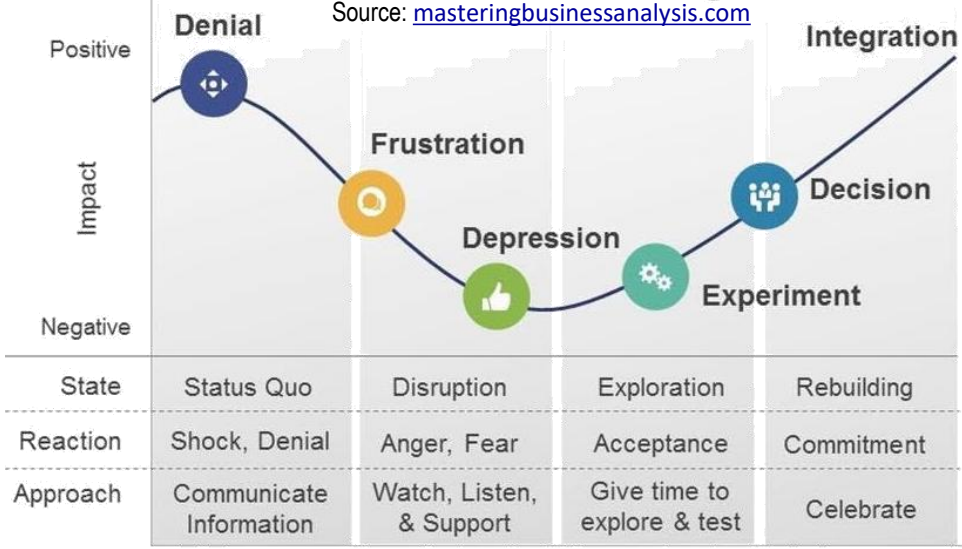 Source: masteringbusinessanalysis.com
Denial
Integration
Positive
Frustration
Impact
Decision
Depression
Experiment
Negative
State Status Quo Disruption Exploration Rebuilding
Reaction Shock, Denial Anger, Fear Acceptance Commitment
Approach Communicate Information Watch, Listen, & Support Give time to explore & test Celebrate